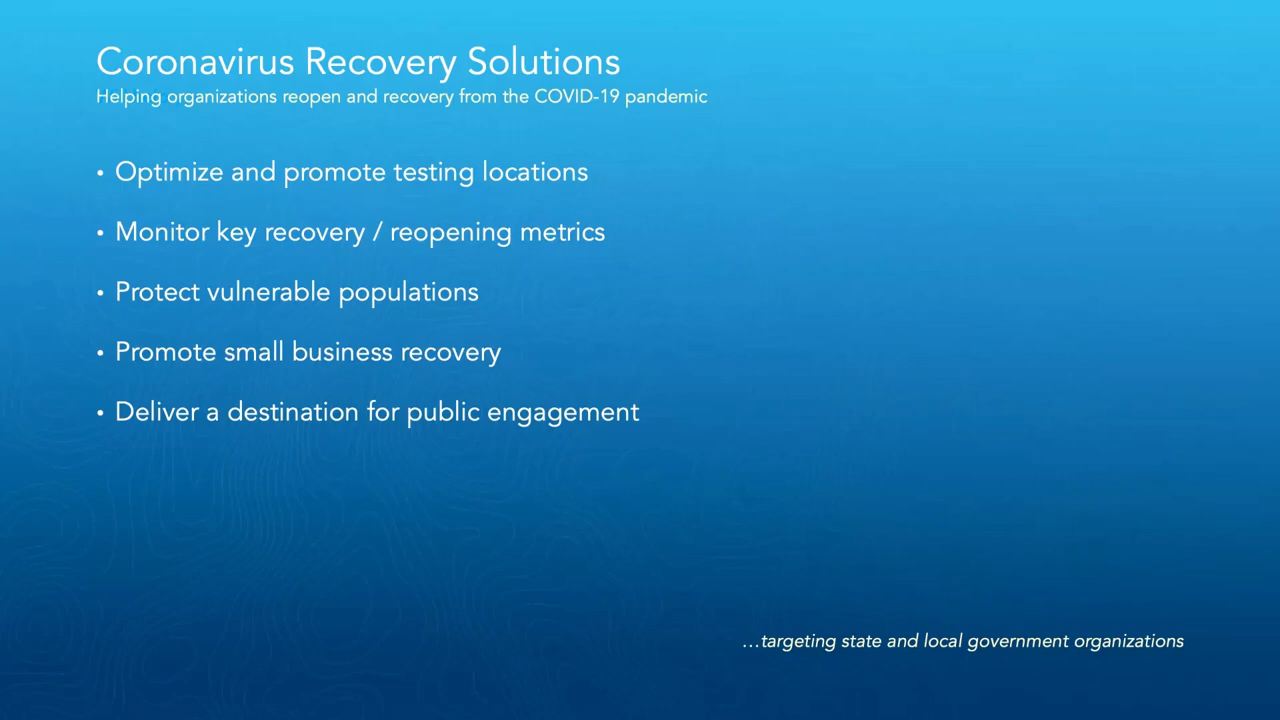 Coronavirus Recovery Solutions
Helping organizations reopen and recovery from the COVID-19 pandemic
• Optimize and promote testing locations
• Monitor key recovery / reopening metrics
• Protect vulnerable populations
• Promote small business recovery
• Deliver a destination for public engagement
…targeting state and local government organizations